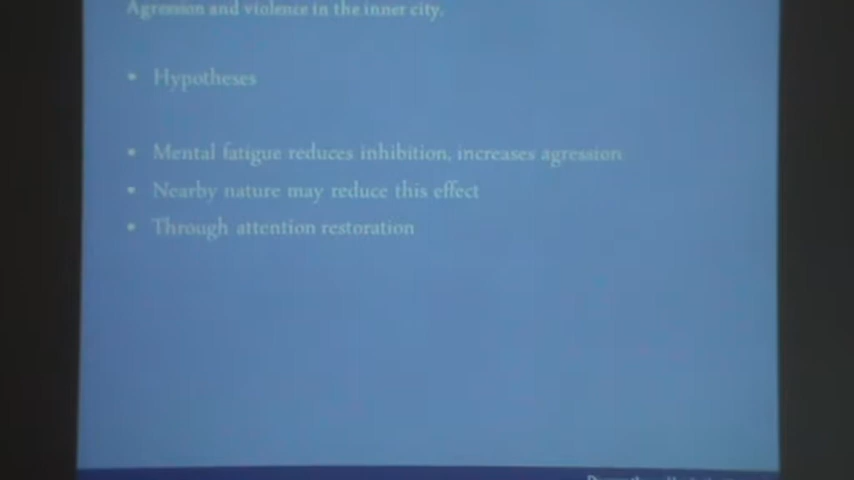 Agression and violence in the inner city.
Hypotheses
Mental fatigue reduces inhibition, increases agression
Nearby nature may reduce this effect
Through attention restoration